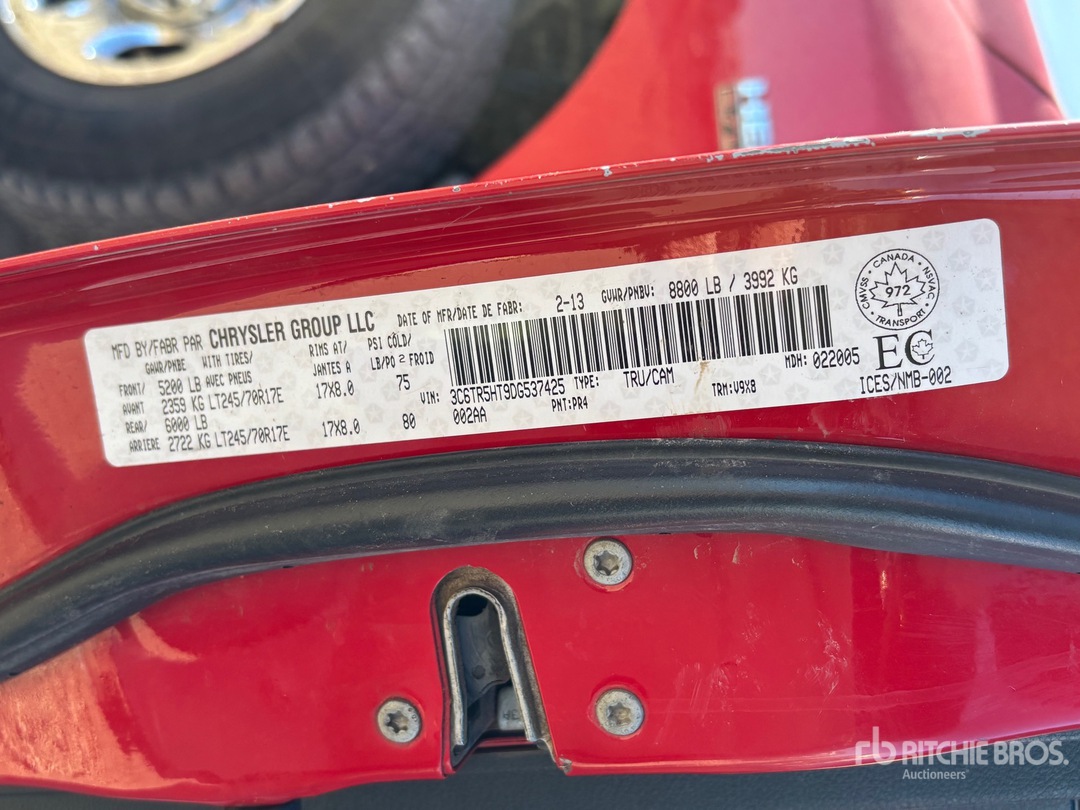 MFD BY/FABR PAR CHRYSLER GROUP LLC DATE OF MFR/DATE DE FABR: 2-13 GVWR/PNBV: 8800 LB / 3992 KG
GAWR/PNBE WITH TIRES/ RIMS AT/ PSI COLD/
AVEC PNEUS JANTES A LB/PO2 FROID
FRONT/ 5200 LB
AVANT 2359 KG LT245/70R17E 17X8.0 75
REAR/ 6000 LB
ARRIERE 2722 KG LT245/70R17E 17X8.0 80
VIN: 3C6TR5HT9DG537425 TYPE: TRU/CAM MDH: 022005
002AA PNT:PR4 TRM:V9X8
CANADA
CMVSS NSVAC
972
TRANSPORT
EC
ICES/NMB-002
RITCHIE BROS.
Auctioneers